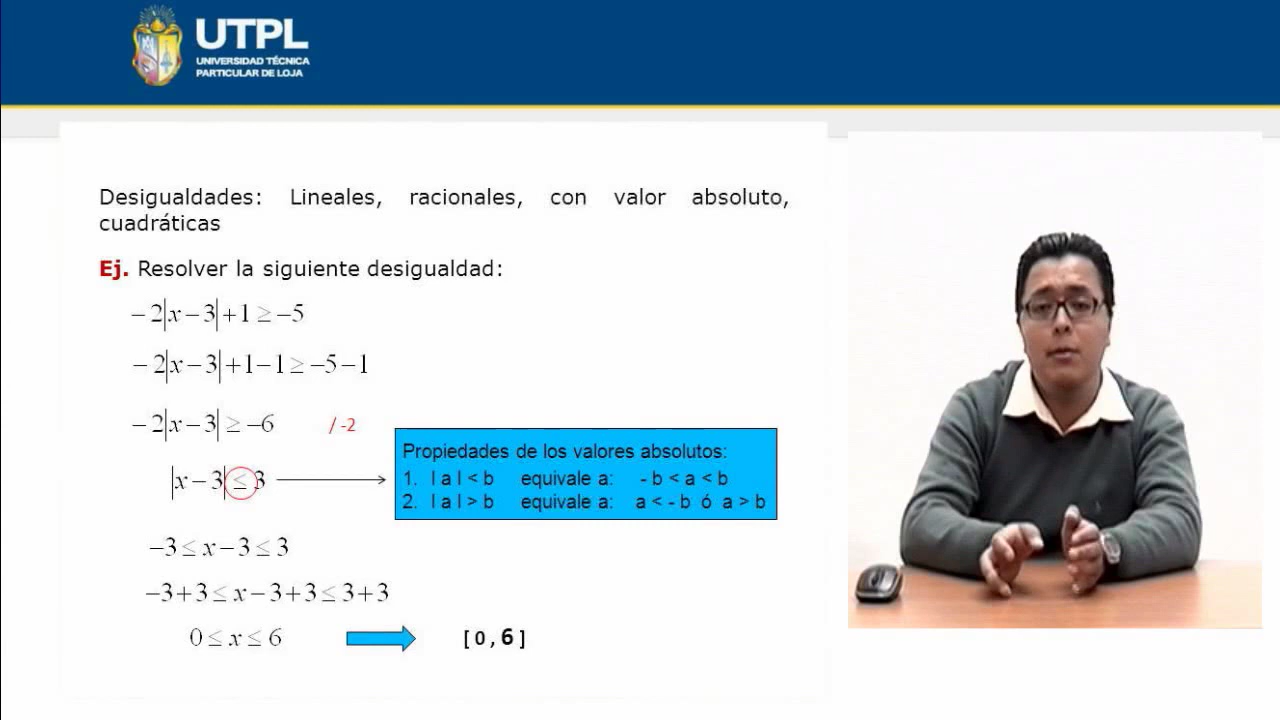 UTPL
UNIVERSIDAD TÉCNICA
PARTICULAR DE LOJA
Desigualdades: Lineales, racionales, con valor absoluto,
cuadráticas
Ej. Resolver la siguiente desigualdad:
−2|x−3|+1 ≥ −5
−2|x−3|+1−1 ≥ −5−1
−2|x−3| ≥ −6 / -2
|x−3| ≤ 3
Propiedades de los valores absolutos:
1. l a l < b equivale a: - b < a < b
2. l a l > b equivale a: a < - b ó a > b
−3 ≤ x−3 ≤ 3
−3+3 ≤ x−3+3 ≤ 3+3
0 ≤ x ≤ 6 [0,6]